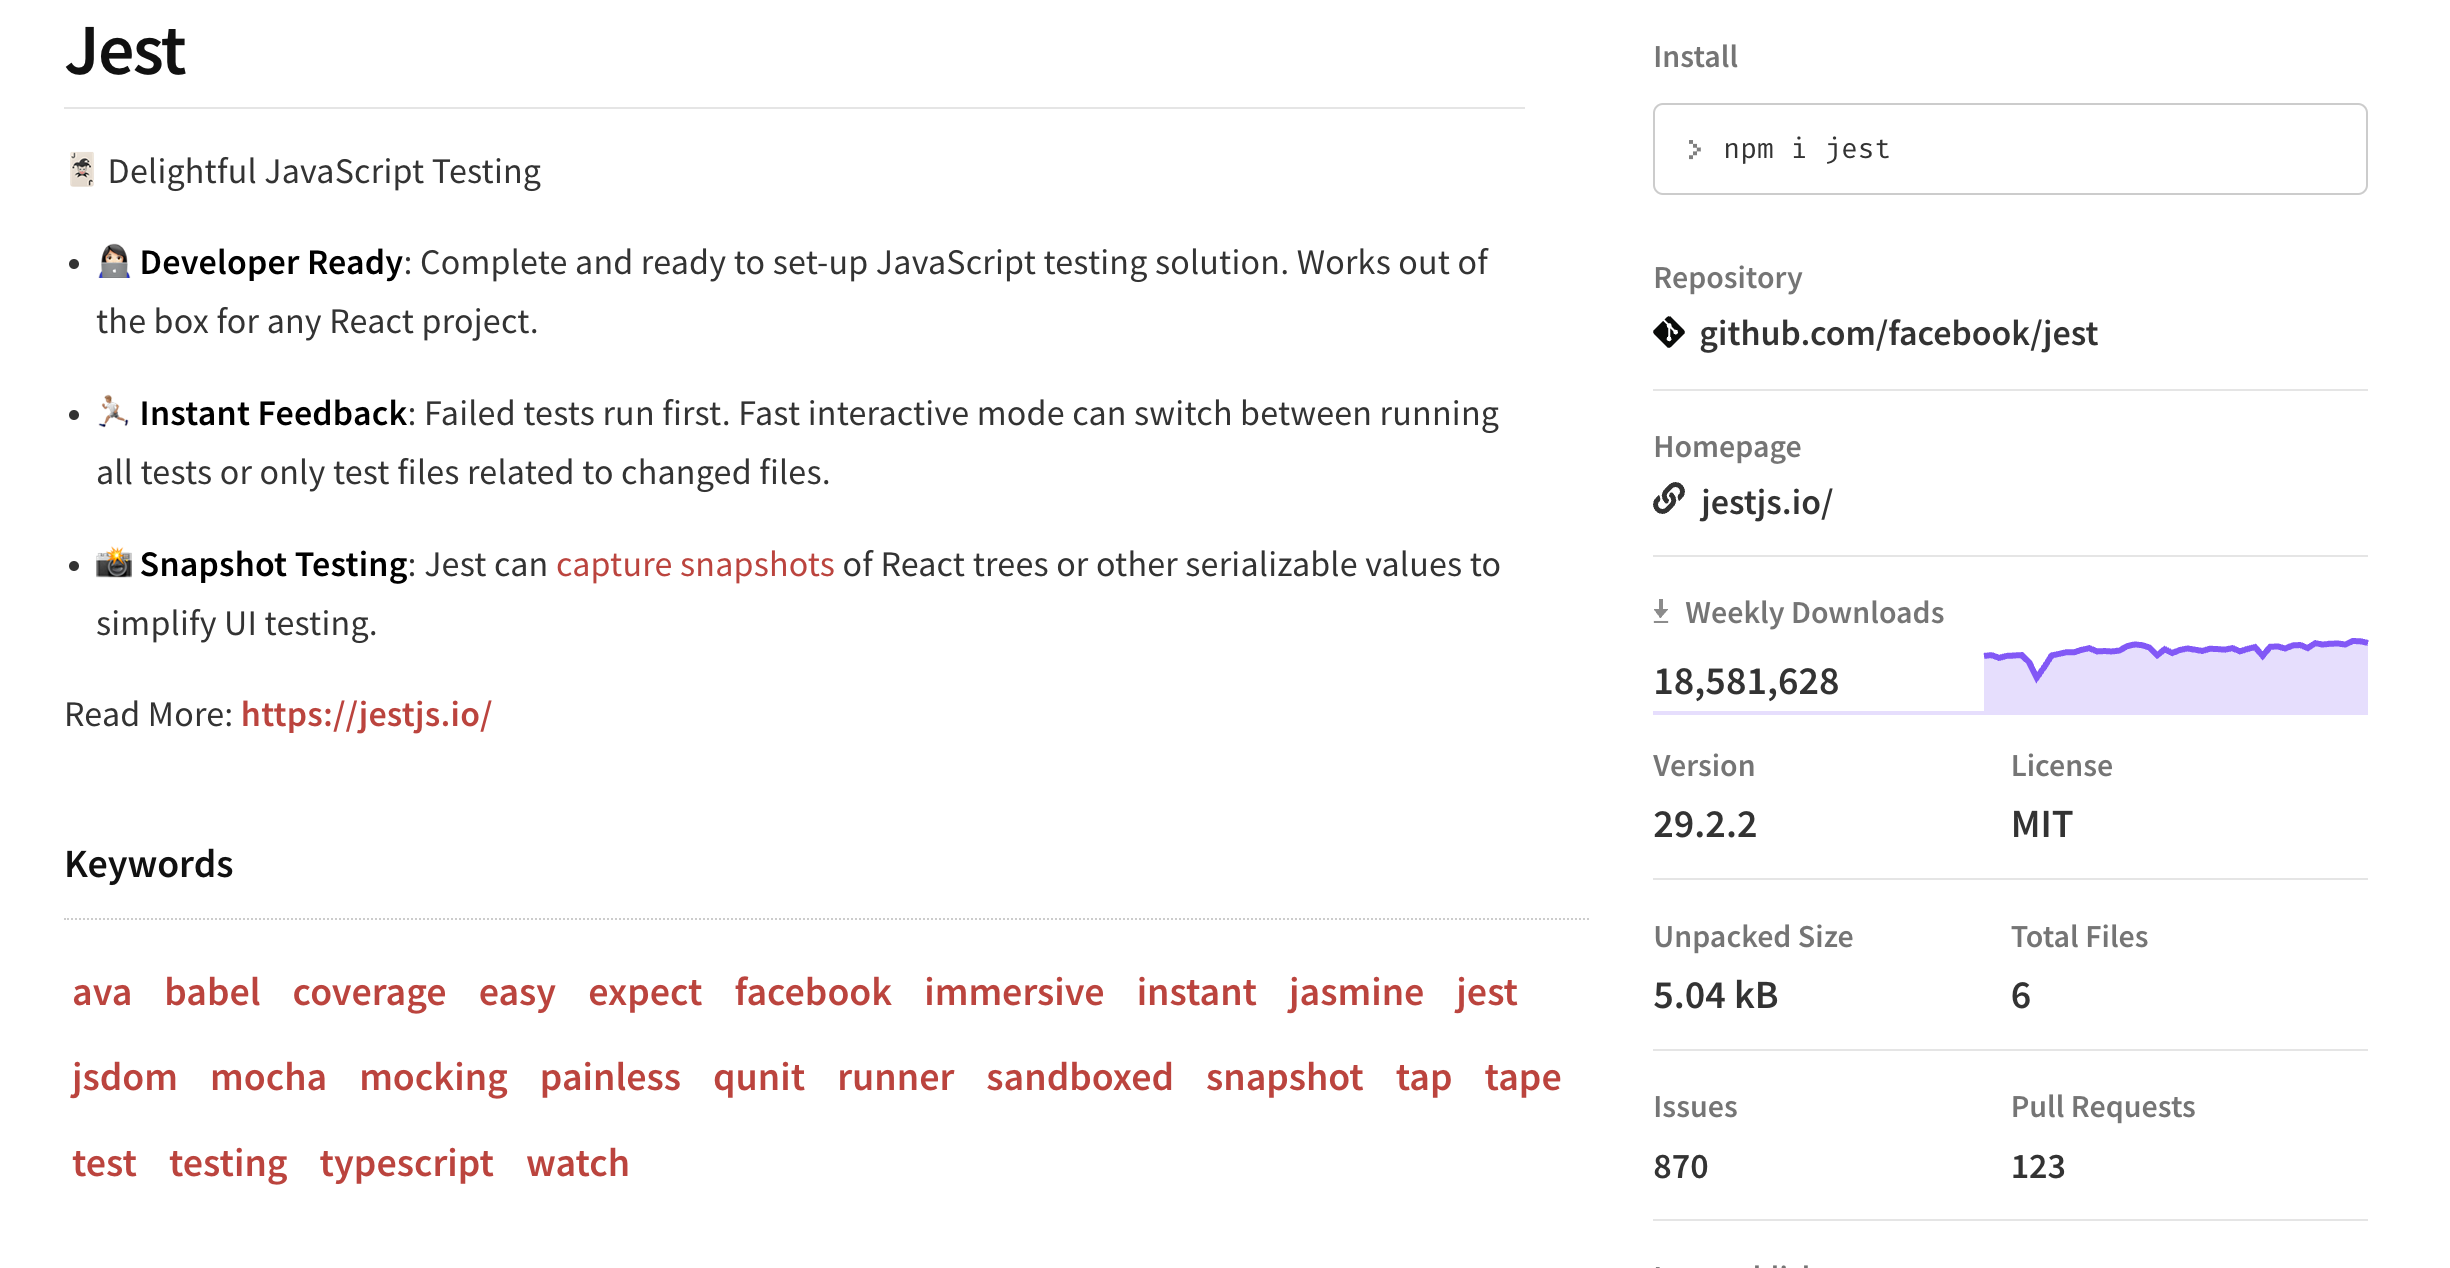 Jest
Delightful JavaScript Testing
Developer Ready: Complete and ready to set-up JavaScript testing solution. Works out of
the box for any React project.
Instant Feedback: Failed tests run first. Fast interactive mode can switch between running
all tests or only test files related to changed files.
Snapshot Testing: Jest can capture snapshots of React trees or other serializable values to
simplify UI testing.
Read More: https://jestjs.io/
Keywords
ava babel coverage easy expect facebook immersive instant jasmine jest
jsdom mocha mocking painless qunit runner sandboxed snapshot tap tape
test testing typescript watch
Install
> npm i jest
Repository
github.com/facebook/jest
Homepage
jestjs.io/
Weekly Downloads
18,581,628
Version
29.2.2
License
MIT
Unpacked Size
5.04 kB
Total Files
6
Issues
870
Pull Requests
123